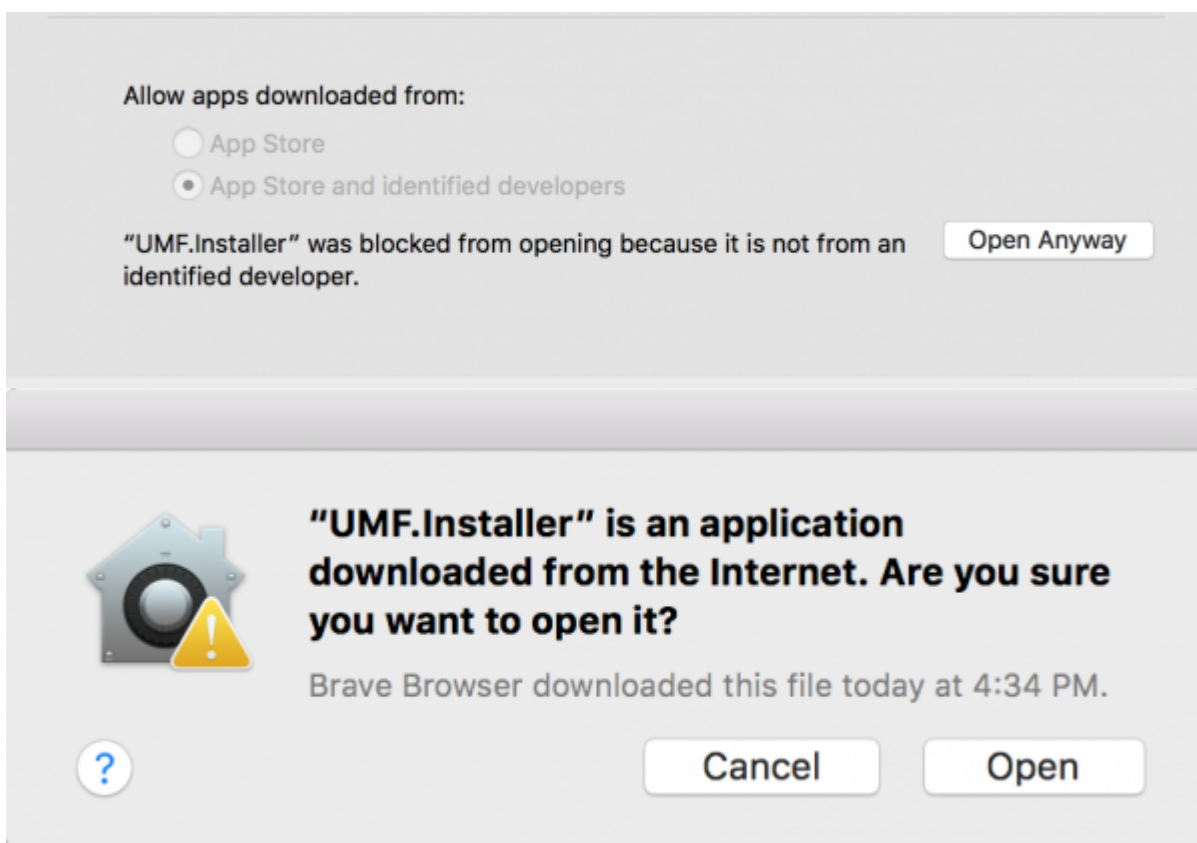 Allow apps downloaded from:
App Store
App Store and identified developers
“UMF.Installer” was blocked from opening because it is not from an
identified developer.
Open Anyway
“UMF.Installer” is an application
downloaded from the Internet. Are you sure
you want to open it?
Brave Browser downloaded this file today at 4:34 PM.
?
Cancel
Open